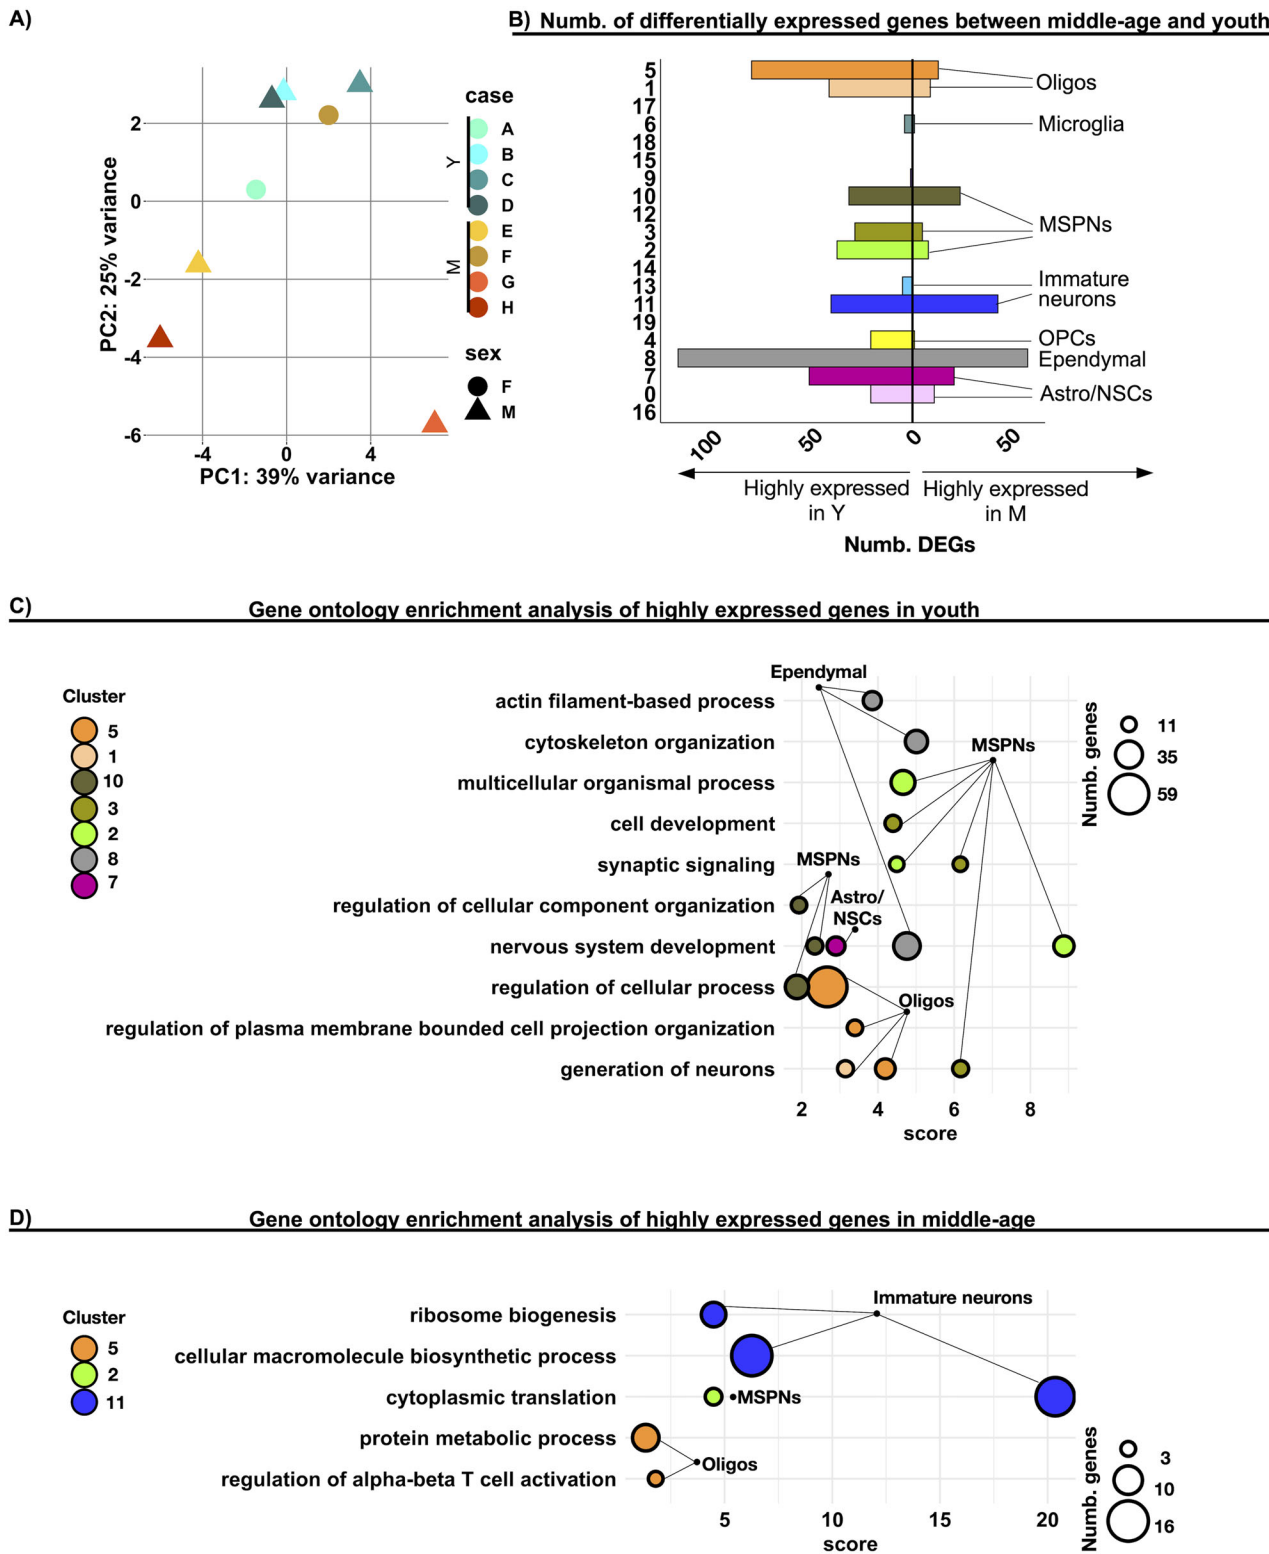 A)
PC2: 25% variance
2
0
-2
-4
-6
-4
0
4
PC1: 39% variance
case
Y
A
B
C
D
M
E
F
G
H
sex
F
M
B) Numb. of differentially expressed genes between middle-age and youth
5
1
17
6
18
15
9
10
12
3
2
14
13
11
19
4
8
7
0
16
Oligos
Microglia
MSPNs
Immature
neurons
OPCs
Ependymal
Astro/NSCs
100
50
0
50
Highly expressed
in Y
Highly expressed
in M
Numb. DEGs
C)
Gene ontology enrichment analysis of highly expressed genes in youth
Cluster
5
1
10
3
2
8
7
actin filament-based process
cytoskeleton organization
multicellular organismal process
cell development
synaptic signaling
regulation of cellular component organization
nervous system development
regulation of cellular process
regulation of plasma membrane bounded cell projection organization
generation of neurons
Ependymal
MSPNs
MSPNs
Astro/
NSCs
Oligos
2
4
6
8
score
Numb. genes
11
35
59
D)
Gene ontology enrichment analysis of highly expressed genes in middle-age
Cluster
5
2
11
ribosome biogenesis
cellular macromolecule biosynthetic process
cytoplasmic translation
protein metabolic process
regulation of alpha-beta T cell activation
Immature neurons
MSPNs
Oligos
5
10
15
20
score
Numb. genes
3
10
16